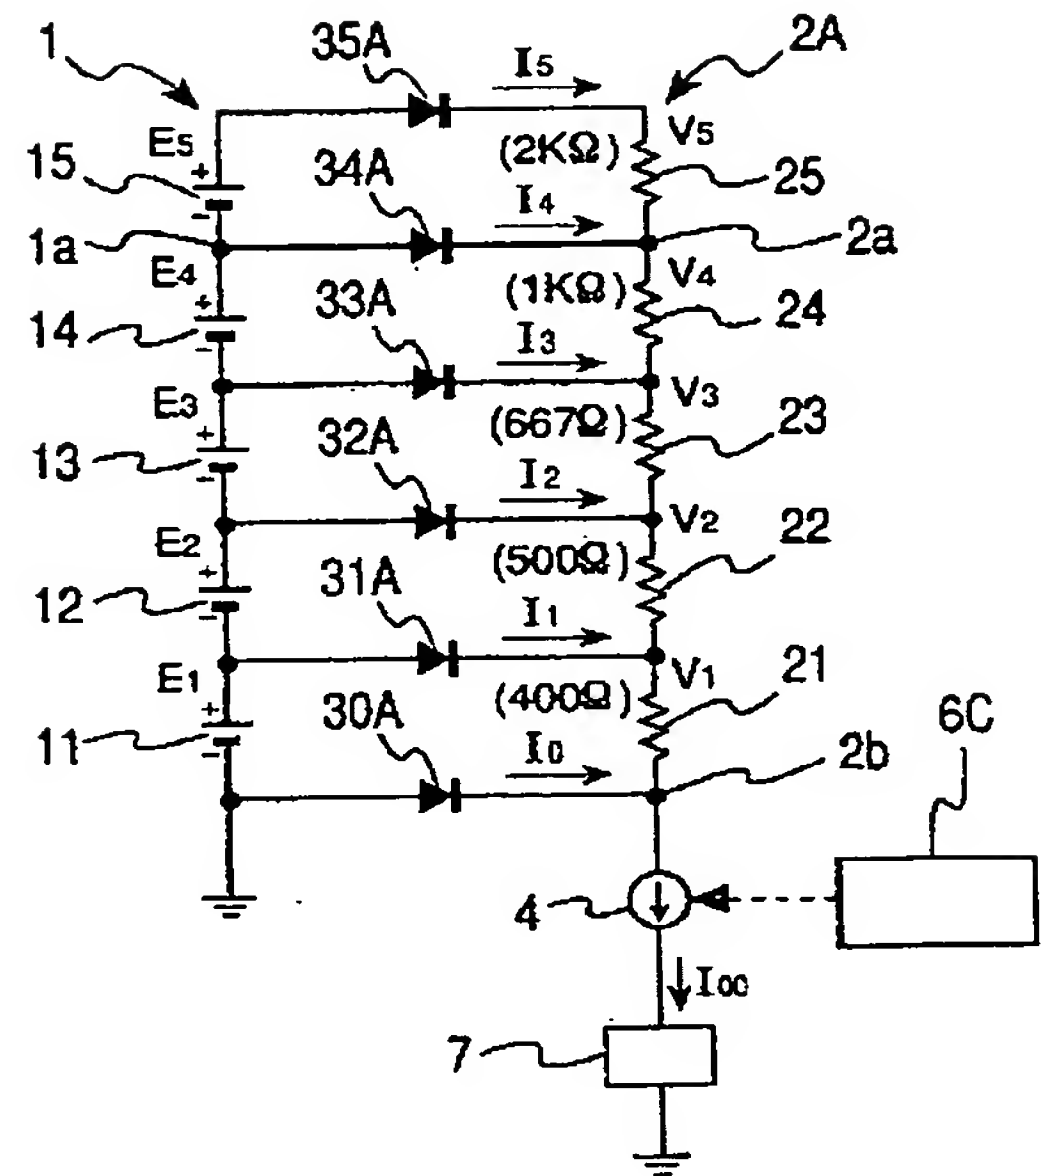 1
35A
I5
2A
E5
+
V5
15
34A
(2KΩ)
25
-
I4
1a
2a
E4
+
V4
14
33A
(1KΩ)
24
-
I3
E3
+
V3
13
32A
(667Ω)
23
-
I2
E2
+
V2
12
31A
(500Ω)
22
-
I1
E1
+
V1
11
30A
(400Ω)
21
-
I0
2b
6C
4
I00
7